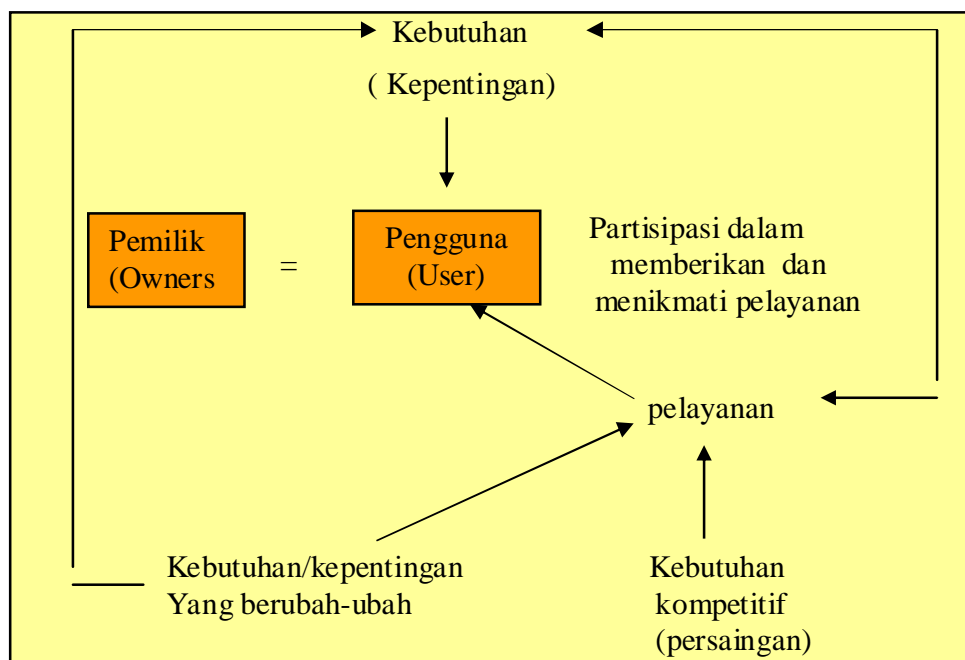 Kebutuhan
( Kepentingan)
Pemilik
(Owners
=
Pengguna
(User)
Partisipasi dalam
memberikan dan
menikmati pelayanan
pelayanan
Kebutuhan/kepentingan
Yang berubah-ubah
Kebutuhan
kompetitif
(persaingan)